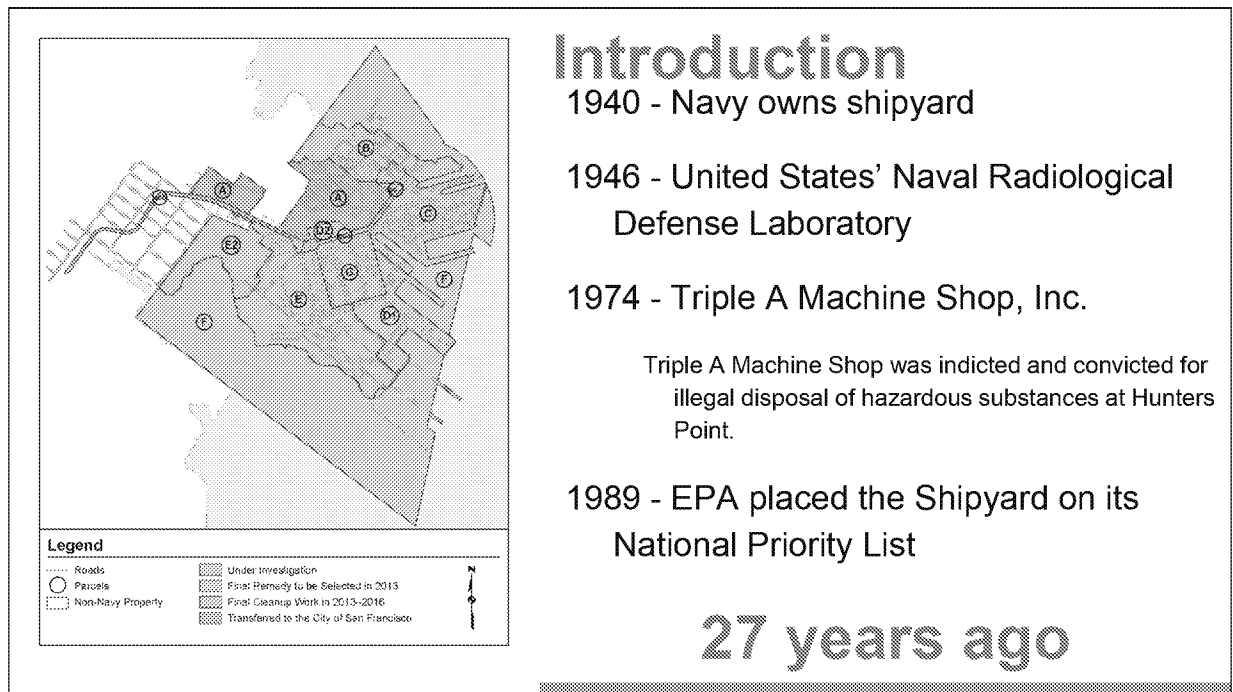 Introduction
1940 - Navy owns shipyard
1946 - United States’ Naval Radiological
Defense Laboratory
1974 - Triple A Machine Shop, Inc.
Triple A Machine Shop was indicted and convicted for
illegal disposal of hazardous substances at Hunters
Point.
1989 - EPA placed the Shipyard on its
National Priority List
27 years ago
B
A
A
C
D2
E2
G
F
E
D1
F
Legend
Roads
Parcels
Non-Navy Property
Under Investigation
Final Remedy to be Selected in 2013
Final Cleanup Work in 2013-2016
Transferred to the City of San Francisco
N